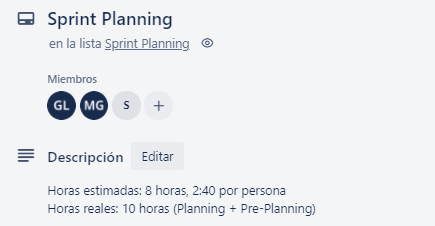 Sprint Planning
en la lista Sprint Planning
Miembros
GL MG S +
Descripción Editar
Horas estimadas: 8 horas, 2:40 por persona
Horas reales: 10 horas (Planning + Pre-Planning)